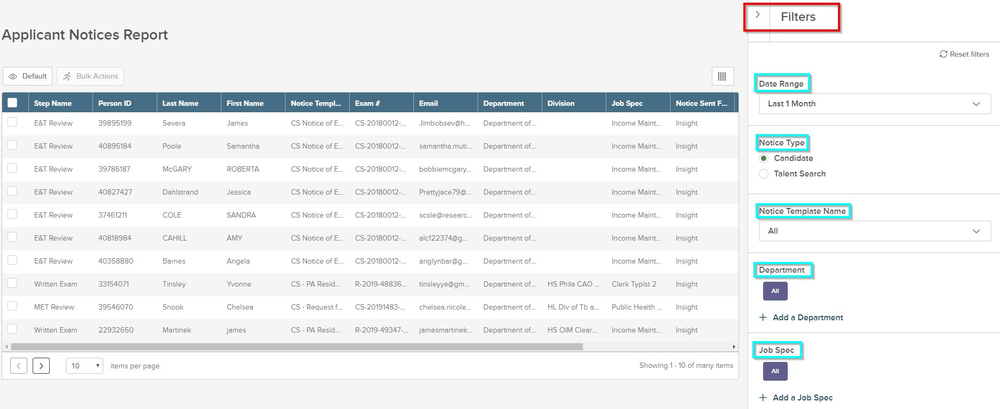 Applicant Notices Report
Default Bulk Actions
Step Name Person ID Last Name First Name Notice Templ... Exam # Email Department Division Job Spec Notice Sent F...
E&T Review 39895199 Severa James CS Notice of E... CS-20180012-... Jimbobsev@h... Department of... Income Maint... Insight
E&T Review 40895184 Poole Samantha CS Notice of E... CS-20180012-... samantha.muti... Department of... Income Maint... Insight
E&T Review 39786187 McGARY ROBERTA CS Notice of E... CS-20180012-... bobbiemcgary... Department of... Income Maint... Insight
E&T Review 40827427 Dahlstrand Jessica CS Notice of E... CS-20180012-... Prettyjace79@... Department of... Income Maint... Insight
E&T Review 37461211 COLE SANDRA CS Notice of E... CS-20180012-... scole@researc... Department of... Income Maint... Insight
E&T Review 40818984 CAHILL AMY CS Notice of E... CS-20180012-... alc122374@g... Department of... Income Maint... Insight
E&T Review 40358880 Barnes Angela CS Notice of E... CS-20180012-... anglynbar@g... Department of... Income Maint... Insight
Written Exam 33154071 Tinsley Yvonne CS - PA Resid... R-2019-48836... tinsleyye@gm... Department of... HS Phila CAO ... Clerk Typist 2 Insight
MET Review 39546070 Snook Chelsea CS - Request f... CS-20191483-... chelsea.nicole... Department of... HL Div of Tb a... Public Health ... Insight
Written Exam 22932650 Martinek james CS - PA Resid... R-2019-49347-... jamesmartinek... Department of... HS OIM Clear... Income Maint... Insight
10 items per page Showing 1 - 10 of many items
Filters
Reset filters
Date Range
Last 1 Month
Notice Type
Candidate
Talent Search
Notice Template Name
All
Department
All
+ Add a Department
Job Spec
All
+ Add a Job Spec